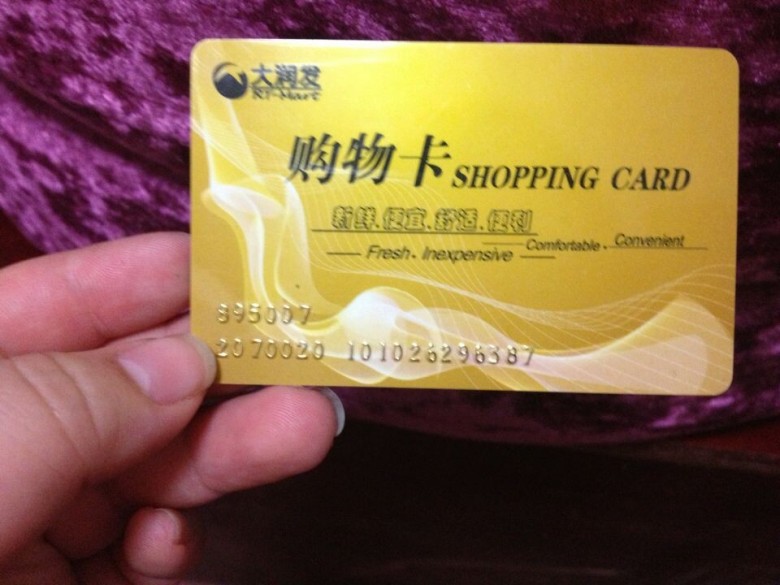 大润发
RT-Mart
购物卡 SHOPPING CARD
新鲜.便宜.舒适.便利
Fresh . Inexpensive Comfortable . Convenient
895007
2070020 101026296387